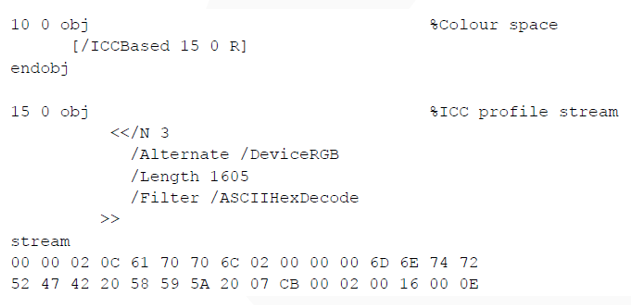 10 0 obj %Colour space
[/ICCBased 15 0 R]
endobj
15 0 obj %ICC profile stream
<</N 3
/Alternate /DeviceRGB
/Length 1605
/Filter /ASCIIHexDecode
>>
stream
00 00 02 0C 61 70 70 6C 02 00 00 00 6D 6E 74 72
52 47 42 20 58 59 5A 20 07 CB 00 02 00 16 00 0E